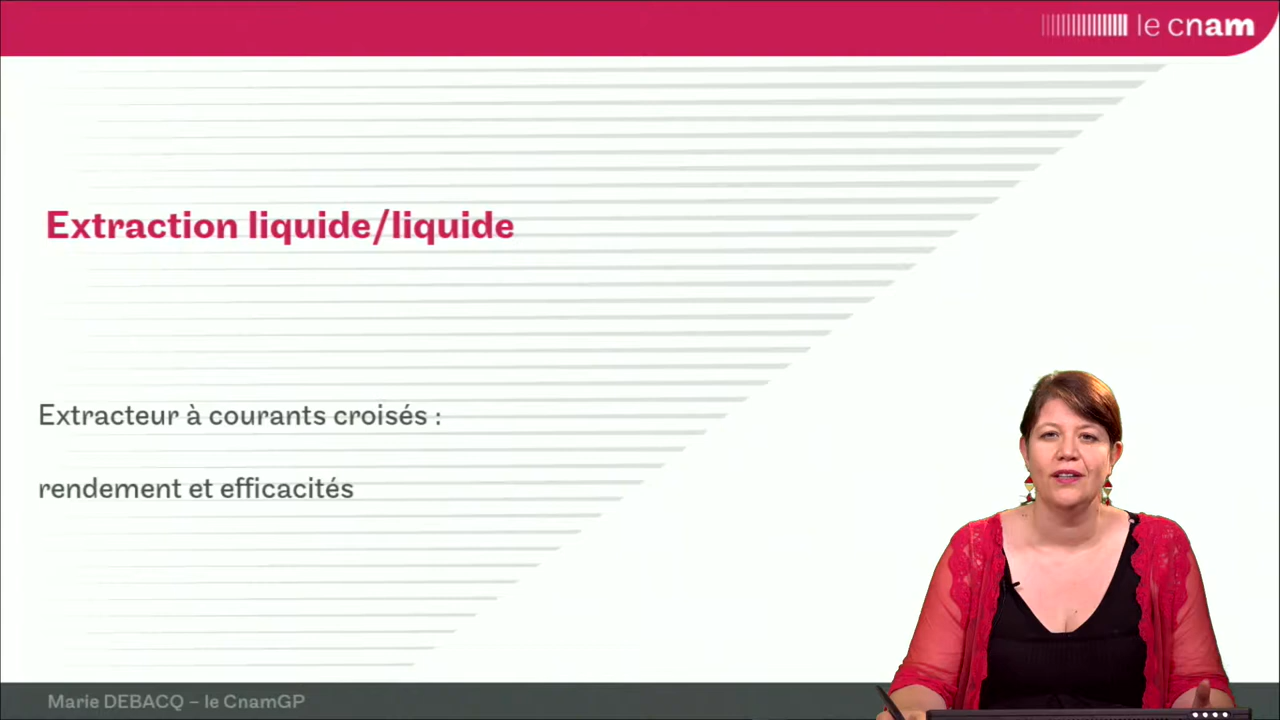 le cnam
Extraction liquide/liquide
Extracteur à courants croisés :
rendement et efficacités
Marie DEBACQ – le CnamGP